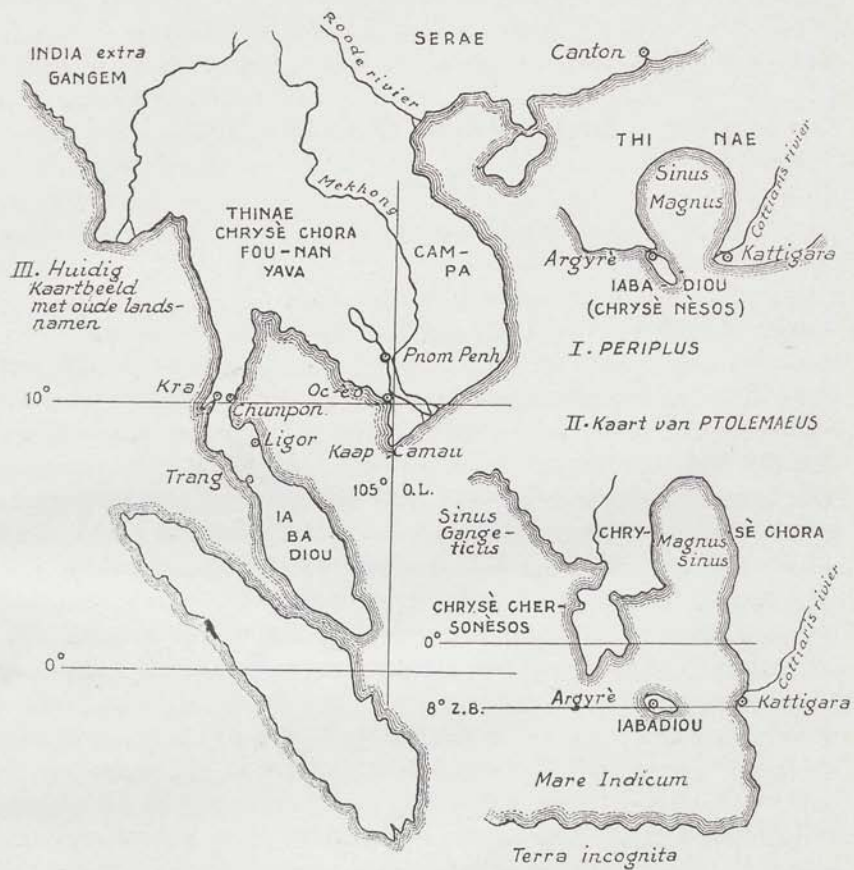 INDIA extra
GANGEM
Roode rivier
SERAE
Canton
THI NAE
Sinus
Magnus
Cottiaris rivier
Argyrè
Kattigara
IABA-DIOU
(CHRYSÈ NÈSOS)
I. PERIPLUS
Mekhong
THINAE
CHRYSÈ CHORA
FOU-NAN
YAVA
CAM-
PA
III. Huidig
Kaartbeeld
met oude lands-
namen
Pnom Penh
Kra
Oc-eo
10°
Chumpon
Ligor
Kaap Camau
Trang
105° O.L.
IA
BA
DIOU
0°
II. Kaart van PTOLEMAEUS
Sinus
Gange-
ticus
CHRY- SÈ CHORA
Magnus
Sinus
CHRYSÈ CHER-
SONÈSOS
0°
Cottiaris rivier
Argyrè
Kattigara
8° Z.B.
IABADIOU
Mare Indicum
Terra incognita